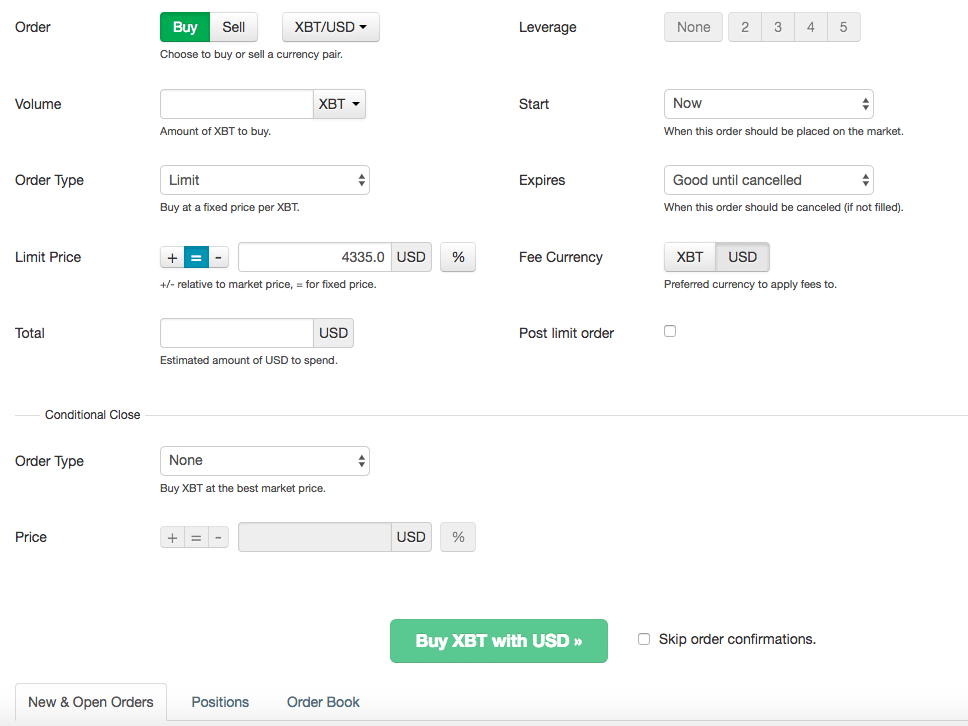 Order Buy Sell XBT/USD Leverage None 2 3 4 5
Choose to buy or sell a currency pair.
Volume XBT Start Now
Amount of XBT to buy. When this order should be placed on the market.
Order Type Limit Expires Good until cancelled
Buy at a fixed price per XBT. When this order should be canceled (if not filled).
Limit Price + = - 4335.0 USD % Fee Currency XBT USD
+/- relative to market price, = for fixed price. Preferred currency to apply fees to.
Total USD Post limit order
Estimated amount of USD to spend.
Conditional Close
Order Type None
Buy XBT at the best market price.
Price + = - USD %
Buy XBT with USD » Skip order confirmations.
New & Open Orders Positions Order Book